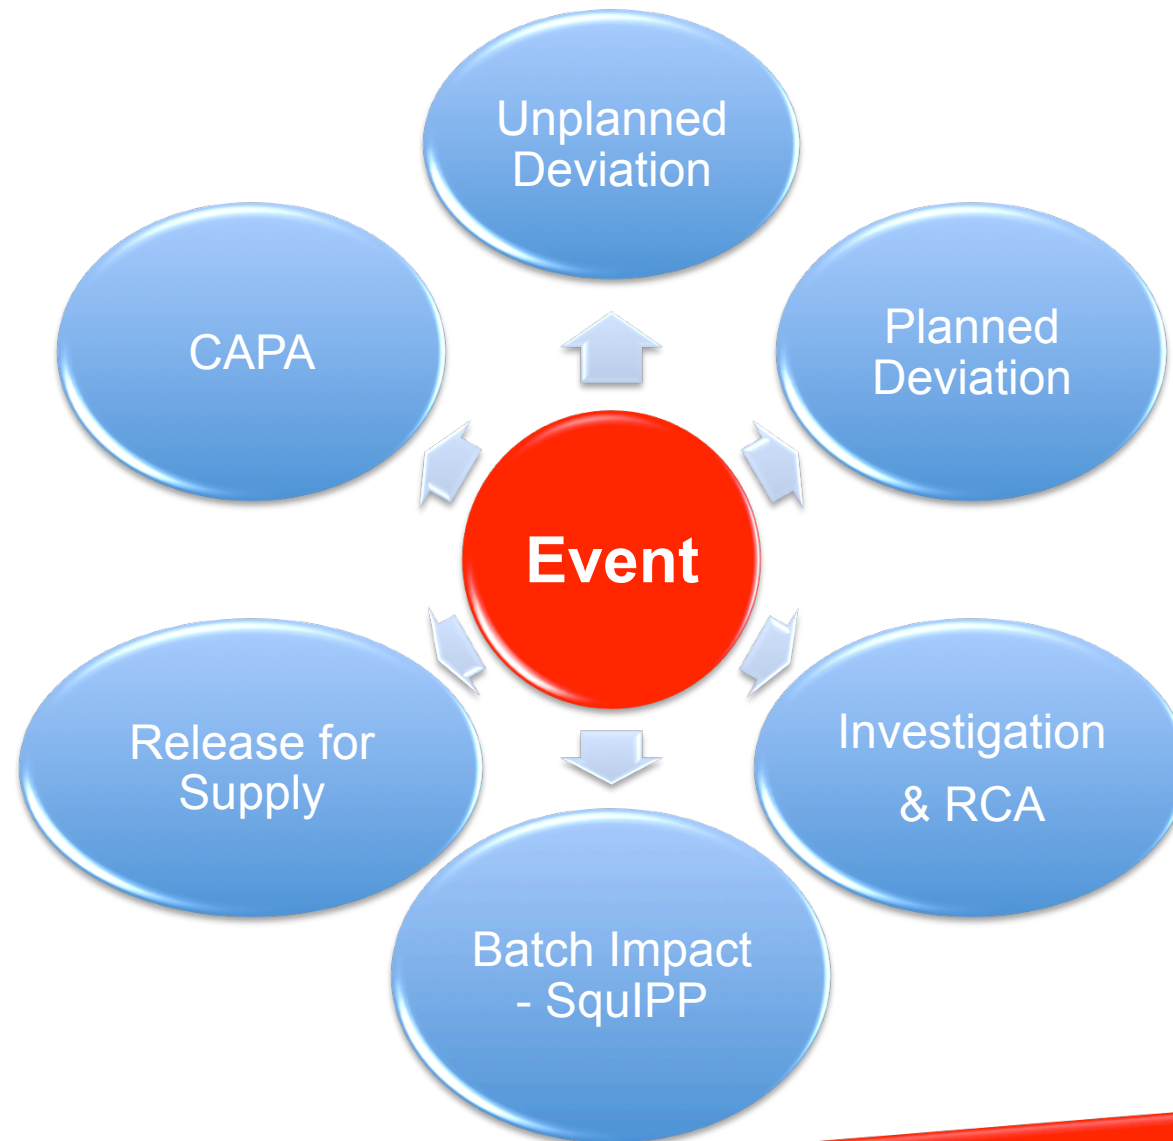 Unplanned
Deviation
Planned
Deviation
CAPA
Event
Investigation
& RCA
Release for
Supply
Batch Impact
- SquIPP